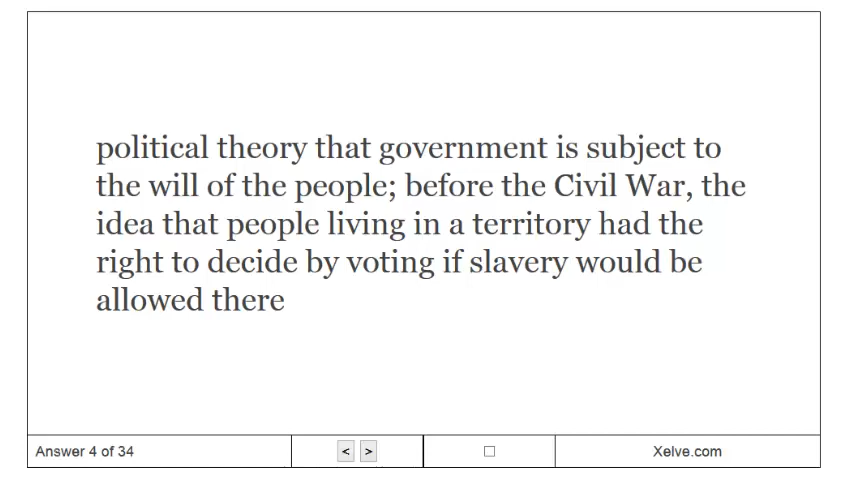 political theory that government is subject to
the will of the people; before the Civil War, the
idea that people living in a territory had the
right to decide by voting if slavery would be
allowed there
Answer 4 of 34 < > Xelve.com